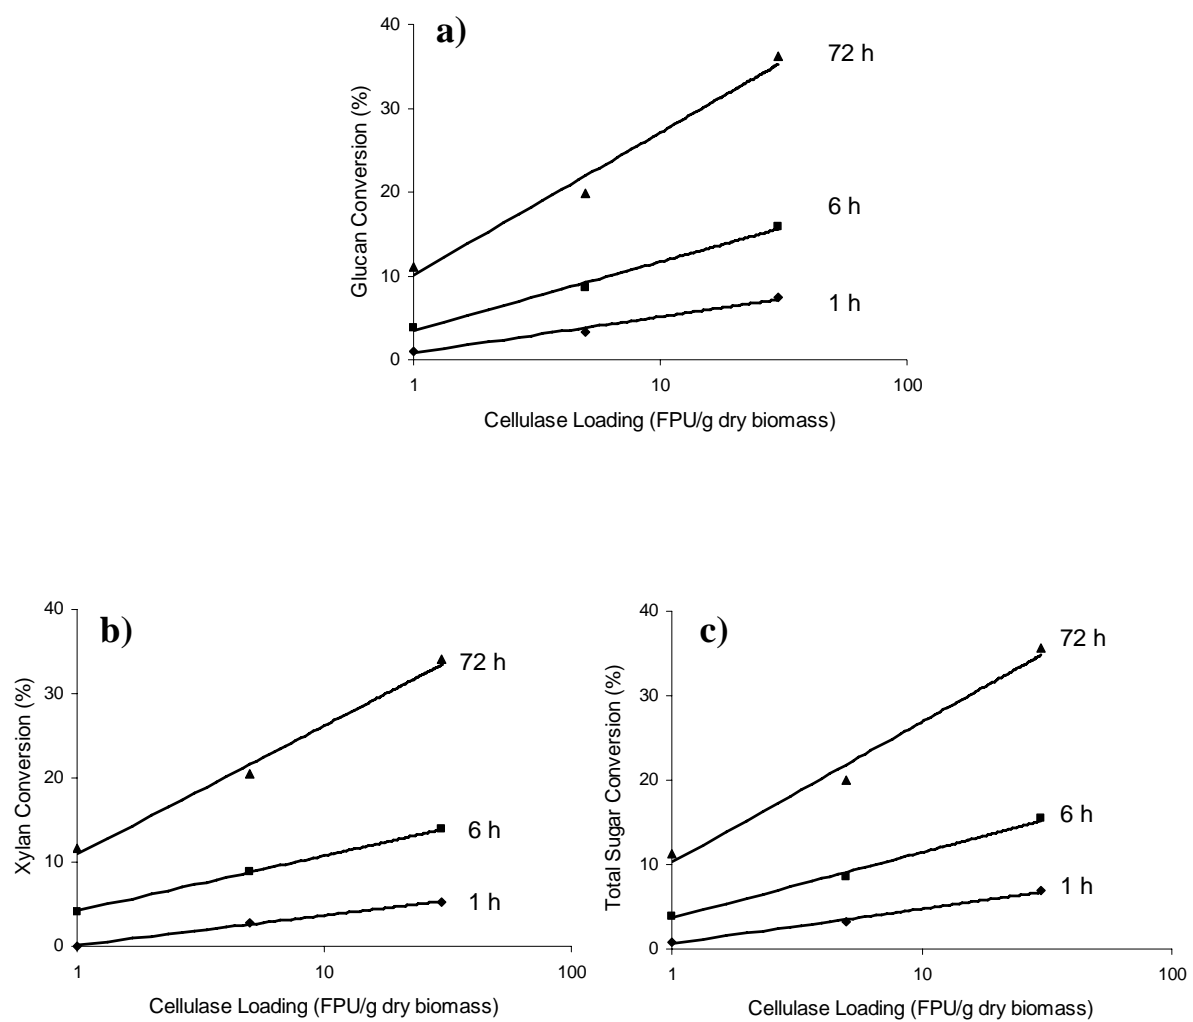 a)
40
30
20
10
0
Glucan Conversion (%)
72 h
6 h
1 h
1
10
100
Cellulase Loading (FPU/g dry biomass)
b)
40
30
20
10
0
Xylan Conversion (%)
72 h
6 h
1 h
1
10
100
Cellulase Loading (FPU/g dry biomass)
c)
40
30
20
10
0
Total Sugar Conversion (%)
72 h
6 h
1 h
1
10
100
Cellulase Loading (FPU/g dry biomass)